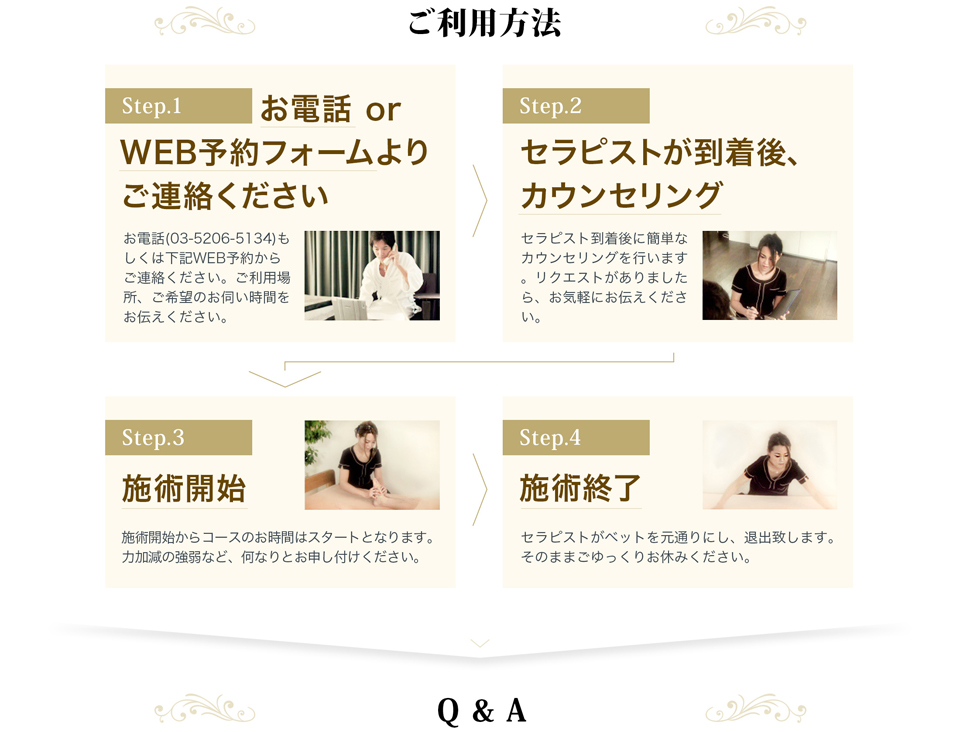 ご利用方法
Step.1
お電話 or
WEB予約フォームより
ご連絡ください
お電話(03-5206-5134)も
しくは下記WEB予約から
ご連絡ください。ご利用場
所、ご希望のお伺い時間を
お伝えください。
Step.2
セラピストが到着後、
カウンセリング
セラピスト到着後に簡単な
カウンセリングを行います
。リクエストがありました
ら、お気軽にお伝えくださ
い。
Step.3
施術開始
施術開始からコースのお時間はスタートとなります。
力加減の強弱など、何なりとお申し付けください。
Step.4
施術終了
セラピストがベットを元通りにし、退出致します。
そのままごゆっくりお休みください。
Q & A